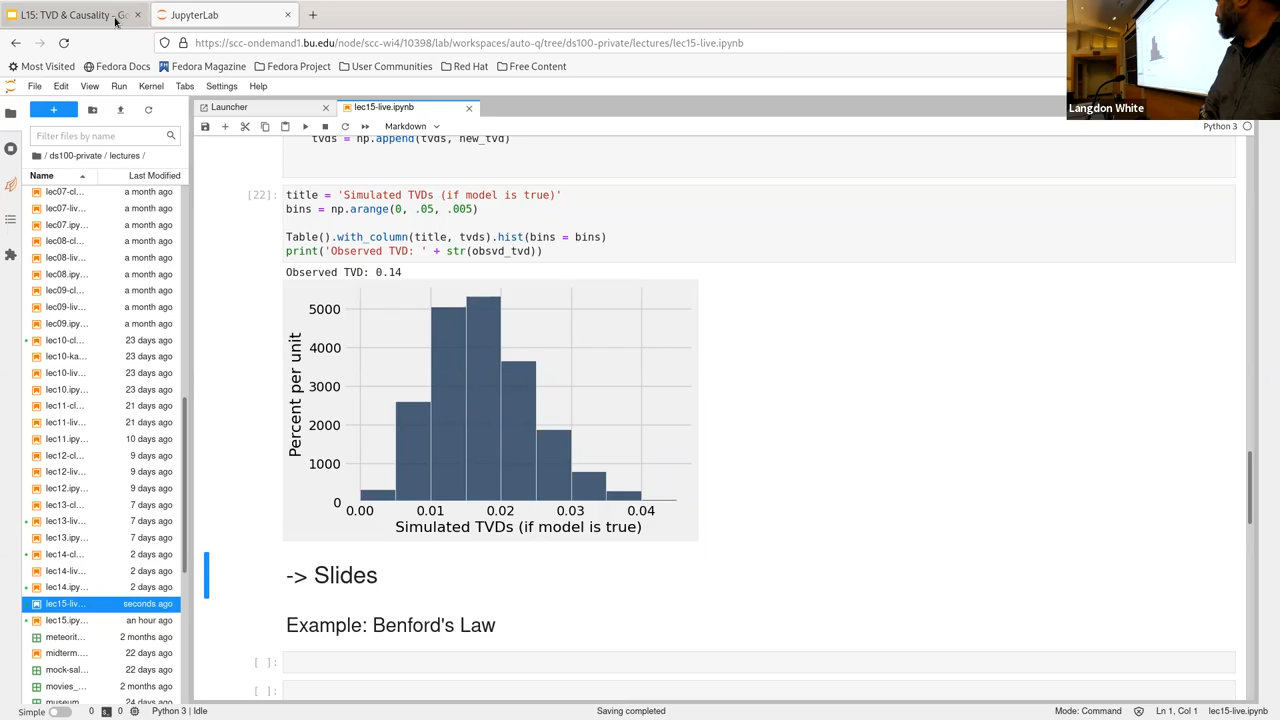 L15: TVD & Causality - Go
JupyterLab
https://scc-ondemand1.bu.edu/node/scc-wi4/10398/lab/workspaces/auto-q/tree/ds100-private/lectures/lec15-live.ipynb
Most Visited Fedora Docs Fedora Magazine Fedora Project User Communities Red Hat Free Content
Langdon White
File Edit View Run Kernel Tabs Settings Help
Launcher
lec15-live.ipynb
Markdown
Python 3
Filter files by name
/ ds100-private / lectures /
Name Last Modified
lec07-cl... a month ago
lec07-liv... a month ago
lec07.ipy... a month ago
lec08-cl... a month ago
lec08-liv... a month ago
lec08.ipy... a month ago
lec09-cl... a month ago
lec09-liv... a month ago
lec09.ipy... a month ago
lec10-cl... 23 days ago
lec10-ka... 23 days ago
lec10-liv... 23 days ago
lec10.ipy... 23 days ago
lec11-cl... 21 days ago
lec11-liv... 21 days ago
lec11.ipy... 10 days ago
lec12-cl... 9 days ago
lec12-liv... 9 days ago
lec12.ipy... 9 days ago
lec13-cl... 7 days ago
lec13-liv... 7 days ago
lec13.ipy... 7 days ago
lec14-cl... 2 days ago
lec14-liv... 2 days ago
lec14.ipy... 2 days ago
lec15-liv... seconds ago
lec15.ipy... an hour ago
meteorit... 2 months ago
midterm.... 22 days ago
mock-sal... 22 days ago
movies_... 2 months ago
museum 24 days ago
tvds = np.append(tvds, new_tvd)
[22]: title = 'Simulated TVDs (if model is true)'
bins = np.arange(0, .05, .005)
Table().with_column(title, tvds).hist(bins = bins)
print('Observed TVD: ' + str(obsvd_tvd))
Observed TVD: 0.14
Percent per unit
5000
4000
3000
2000
1000
0
0.00 0.01 0.02 0.03 0.04
Simulated TVDs (if model is true)
-> Slides
Example: Benford's Law
[ ]:
[ ]:
Simple 0 0 Python 3 | Idle Saving completed Mode: Command Ln 1, Col 1 lec15-live.ipynb